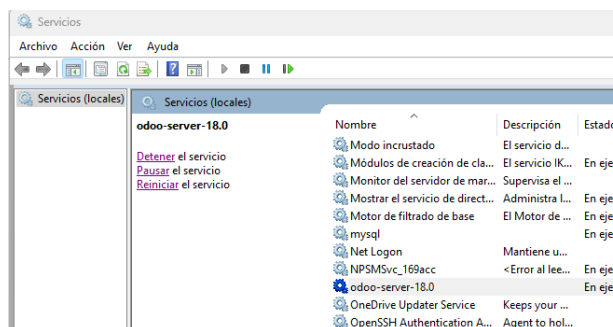 Servicios
Archivo Acción Ver Ayuda
Servicios (locales)
Servicios (locales)
odoo-server-18.0
Detener el servicio
Pausar el servicio
Reiniciar el servicio
Nombre Descripción Estado
Modo incrustado El servicio d...
Módulos de creación de cla... El servicio IK... En eje
Monitor del servidor de mar... Supervisa el ...
Mostrar el servicio de direct... Administra l... En eje
Motor de filtrado de base El Motor de ... En eje
mysql En eje
Net Logon Mantiene u...
NPSMSvc_169acc <Error al lee... En eje
odoo-server-18.0 En eje
OneDrive Updater Service Keeps your ...
OpenSSH Authentication A... Agent to hol...